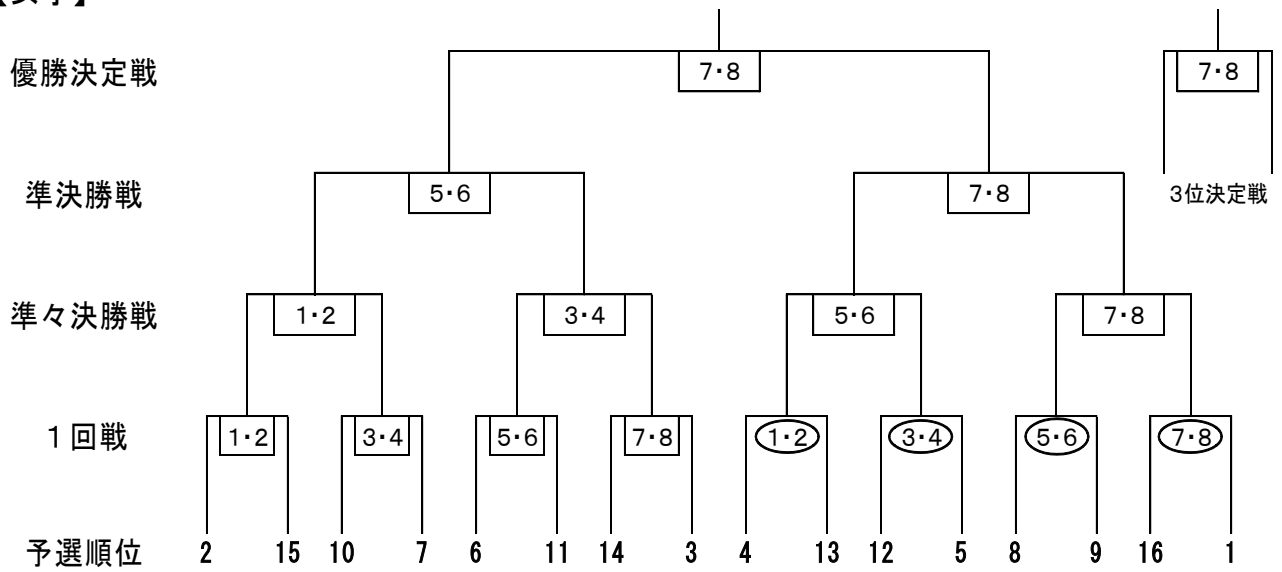 優勝決定戦 7・8 7・8
準決勝戦 5・6 7・8 3位決定戦
準々決勝戦 1・2 3・4 5・6 7・8
1回戦 1・2 3・4 5・6 7・8 1・2 3・4 5・6 7・8
予選順位 2 15 10 7 6 11 14 3 4 13 12 5 8 9 16 1